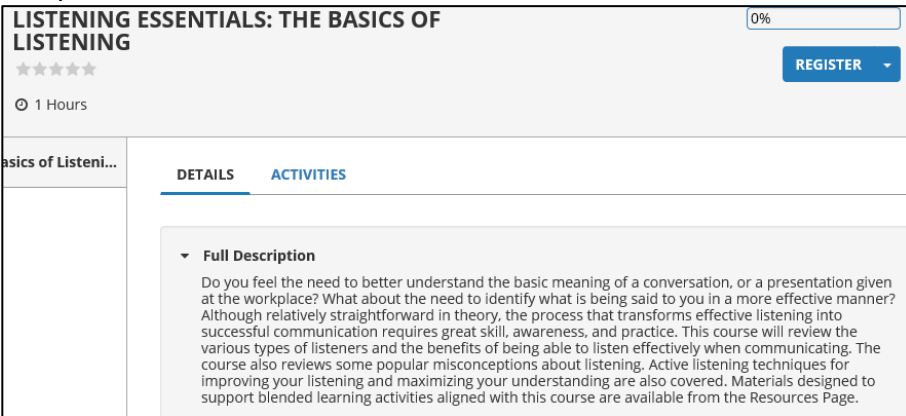 LISTENING ESSENTIALS: THE BASICS OF
LISTENING
0%
REGISTER
1 Hours
asics of Listeni...
DETAILS
ACTIVITIES
Full Description
Do you feel the need to better understand the basic meaning of a conversation, or a presentation given
at the workplace? What about the need to identify what is being said to you in a more effective manner?
Although relatively straightforward in theory, the process that transforms effective listening into
successful communication requires great skill, awareness, and practice. This course will review the
various types of listeners and the benefits of being able to listen effectively when communicating. The
course also reviews some popular misconceptions about listening. Active listening techniques for
improving your listening and maximizing your understanding are also covered. Materials designed to
support blended learning activities aligned with this course are available from the Resources Page.